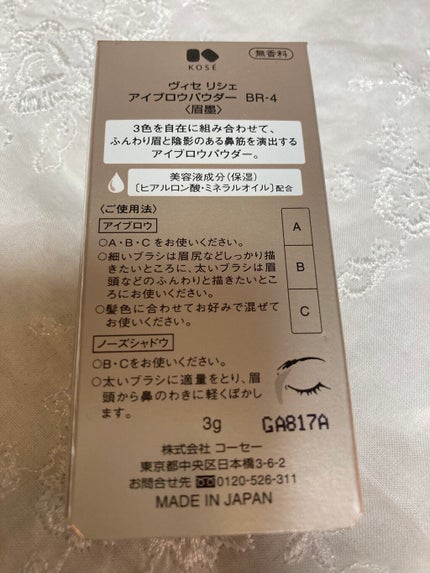 KOSÉ
無香料
ヴィセ リシェ
アイブロウパウダー BR-4
〈眉墨〉
3色を自在に組み合わせて、
ふんわり眉と陰影のある鼻筋を演出する
アイブロウパウダー。
美容液成分(保湿)
〔ヒアルロン酸・ミネラルオイル〕配合
〈ご使用法〉
アイブロウ
○A・B・Cをお使いください。
○細いブラシは眉尻などしっかり描
きたいところに、太いブラシは眉
頭などのふんわりと描きたいとこ
ろにお使いください。
○髪色に合わせてお好みで混ぜて
お使いください。
A
B
C
ノーズシャドウ
○B・Cをお使いください。
○太いブラシに適量をとり、眉
頭から鼻のわきに軽くぼかし
ます。
3g
GA817A
株式会社 コーセー
東京都中央区日本橋3-6-2
お問合せ先 0120-526-311
MADE IN JAPAN